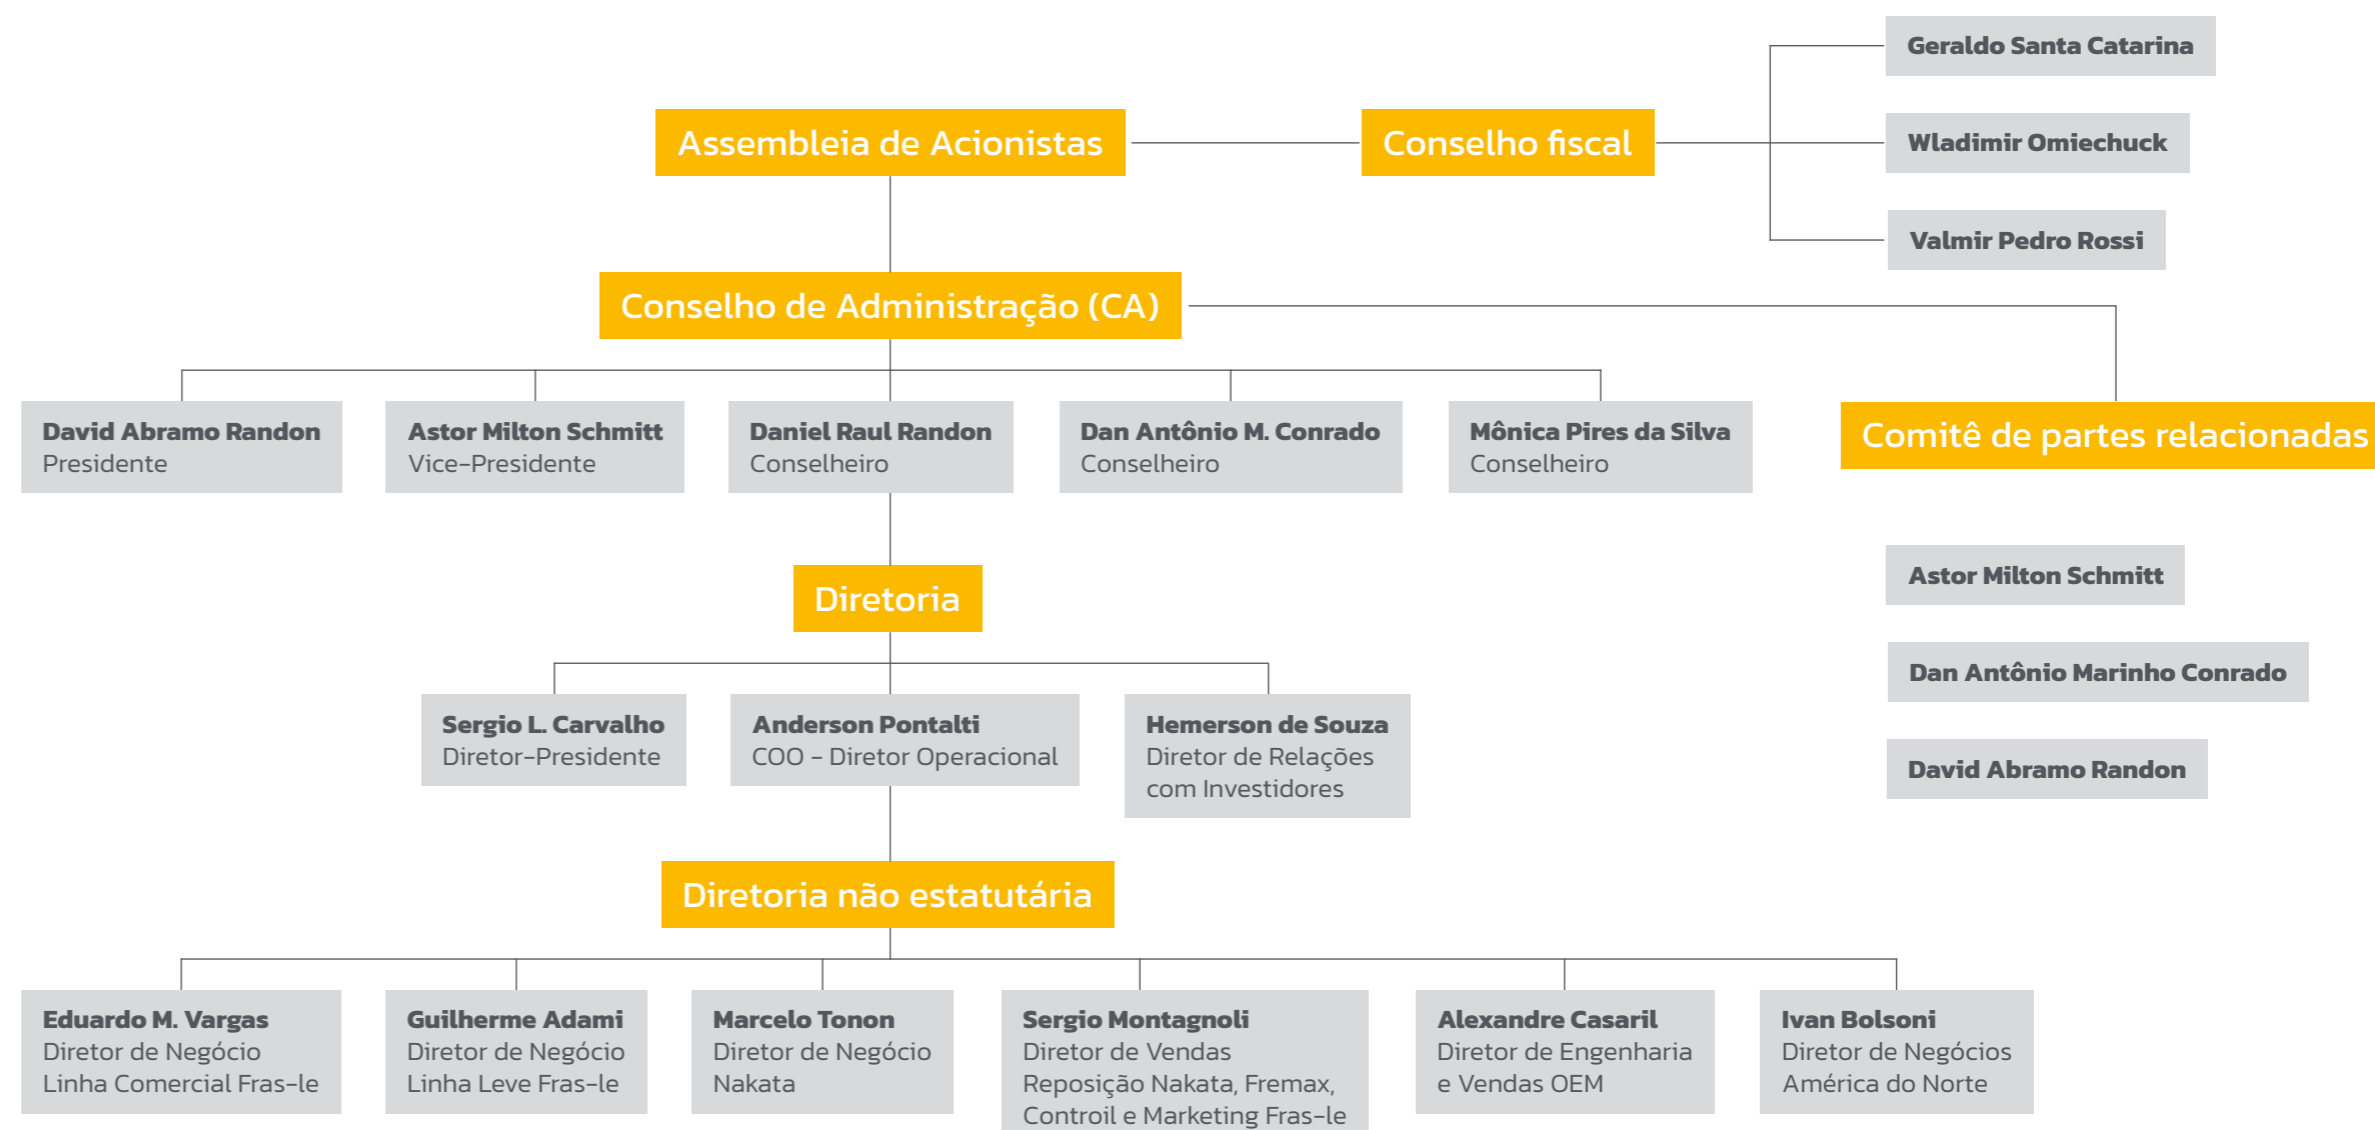 Geraldo Santa Catarina
Assembleia de Acionistas
Conselho fiscal
Wladimir Omiechuck
Valmir Pedro Rossi
Conselho de Administração (CA)
David Abramo Randon
Presidente
Astor Milton Schmitt
Vice-Presidente
Daniel Raul Randon
Conselheiro
Dan Antônio M. Conrado
Conselheiro
Mônica Pires da Silva
Conselheiro
Comitê de partes relacionadas
Astor Milton Schmitt
Dan Antônio Marinho Conrado
David Abramo Randon
Diretoria
Sergio L. Carvalho
Diretor-Presidente
Anderson Pontalti
COO - Diretor Operacional
Hemerson de Souza
Diretor de Relações
com Investidores
Diretoria não estatutária
Eduardo M. Vargas
Diretor de Negócio
Linha Comercial Fras-le
Guilherme Adami
Diretor de Negócio
Linha Leve Fras-le
Marcelo Tonon
Diretor de Negócio
Nakata
Sergio Montagnoli
Diretor de Vendas
Reposição Nakata, Fremax,
Controil e Marketing Fras-le
Alexandre Casaril
Diretor de Engenharia
e Vendas OEM
Ivan Bolsoni
Diretor de Negócios
América do Norte